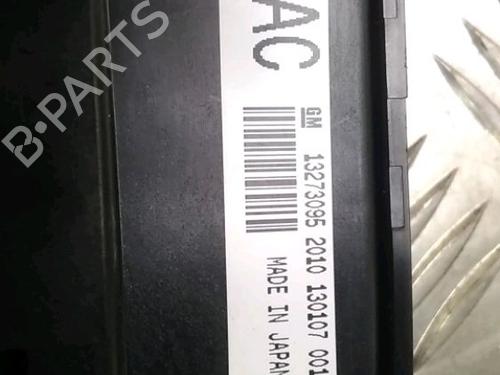 AC
GM 13273095 2010 130107 001
MADE IN JAPAN
B-PARTS